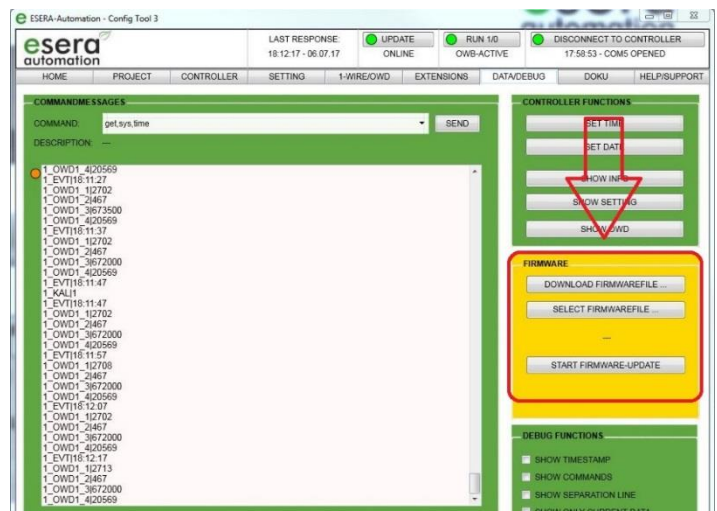 ESERA-Automation - Config Tool 3
esera
automation
LAST RESPONSE:
18:12:17 - 06.07.17
UPDATE
ONLINE
RUN 1/0
OWB-ACTIVE
DISCONNECT TO CONTROLLER
17:58:53 - COM5 OPENED
HOME PROJECT CONTROLLER SETTING 1-WIRE/OWD EXTENSIONS DATA/DEBUG DOKU HELP/SUPPORT
COMMANDMESSAGES
COMMAND: get,sys,time SEND
DESCRIPTION: ---
1_OWD1_4|20569
1_EVT|18:11:27
1_OWD1_1|2702
1_OWD1_2|467
1_OWD1_3|673500
1_OWD1_4|20569
1_EVT|18:11:37
1_OWD1_1|2702
1_OWD1_2|467
1_OWD1_3|672000
1_OWD1_4|20569
1_EVT|18:11:47
1_KAL|1
1_EVT|18:11:47
1_OWD1_1|2702
1_OWD1_2|467
1_OWD1_3|672000
1_OWD1_4|20569
1_EVT|18:11:57
1_OWD1_1|2708
1_OWD1_2|467
1_OWD1_3|672000
1_OWD1_4|20569
1_EVT|18:12:07
1_OWD1_1|2702
1_OWD1_2|467
1_OWD1_3|672000
1_OWD1_4|20569
1_EVT|18:12:17
1_OWD1_1|2713
1_OWD1_2|467
1_OWD1_3|672000
1_OWD1_4|20569
CONTROLLER FUNCTIONS
SET TIME
SET DATE
SHOW INFO
SHOW SETTING
SHOW OWD
FIRMWARE
DOWNLOAD FIRMWAREFILE ...
SELECT FIRMWAREFILE ...
---
START FIRMWARE-UPDATE
DEBUG FUNCTIONS
SHOW TIMESTAMP
SHOW COMMANDS
SHOW SEPARATION LINE
SHOW ONLY CURRENT DATA